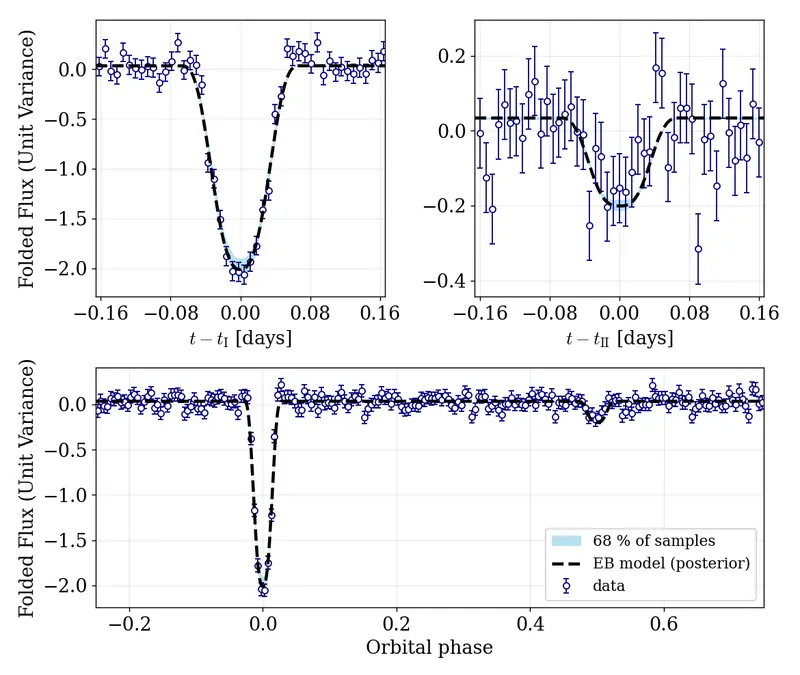 Folded Flux (Unit Variance)
0.0
−0.5
−1.0
−1.5
−2.0
−0.16 −0.08 0.00 0.08 0.16
t − tI [days]
0.2
0.0
−0.2
−0.4
−0.16 −0.08 0.00 0.08 0.16
t − tII [days]
Folded Flux (Unit Variance)
0.0
−0.5
−1.0
−1.5
−2.0
−0.2 0.0 0.2 0.4 0.6
Orbital phase
68 % of samples
EB model (posterior)
data